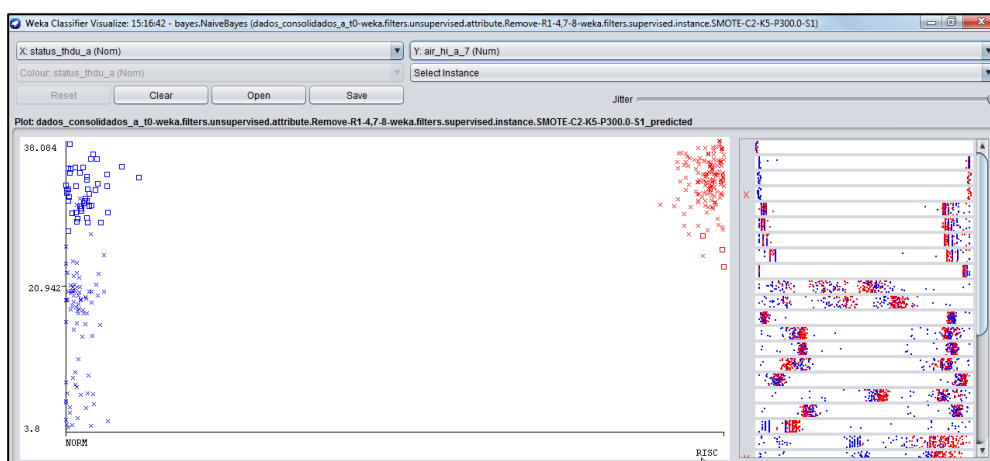 Weka Classifier Visualize: 15:16:42 - bayes.NaiveBayes (dados_consolidados_a_t0-weka.filters.unsupervised.attribute.Remove-R1-4,7-8-weka.filters.supervised.instance.SMOTE-C2-K5-P300.0-S1)
X: status_thdu_a (Nom) Y: air_hi_a_7 (Num)
Colour: status_thdu_a (Nom) Select Instance
Reset Clear Open Save Jitter
Plot: dados_consolidados_a_t0-weka.filters.unsupervised.attribute.Remove-R1-4,7-8-weka.filters.supervised.instance.SMOTE-C2-K5-P300.0-S1_predicted
38.084
X
20.942
3.8
NORM
RISC